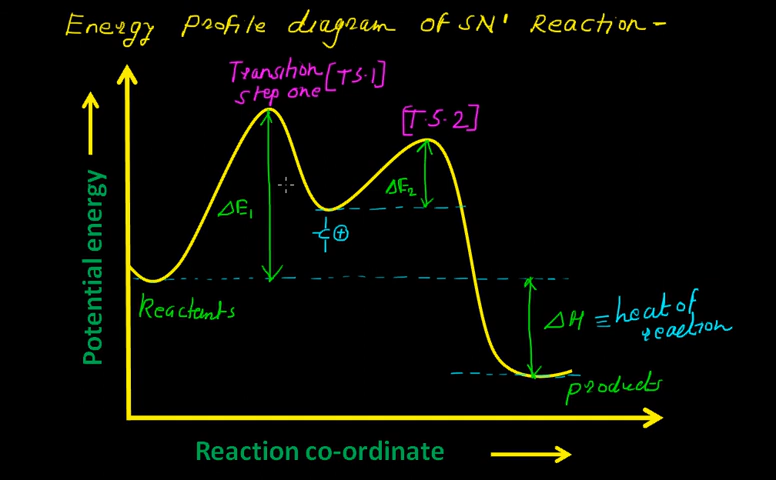 Energy Profile diagram of SN' Reaction -
Transition [T.S.1]
Step one
[T.S.2]
ΔE₁
ΔE₂
-C⊕
Reactants
ΔH ≡ heat of
reaction
products
Potential energy
Reaction co-ordinate